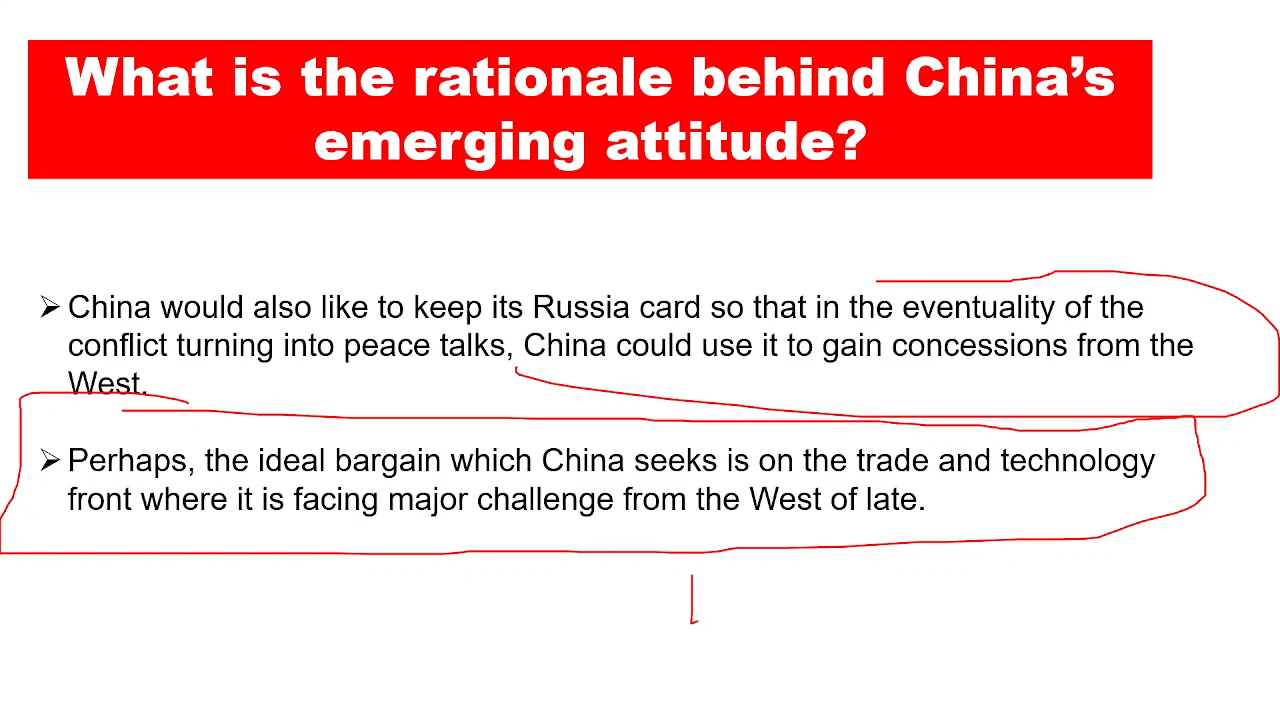 What is the rationale behind China’s
emerging attitude?
➢ China would also like to keep its Russia card so that in the eventuality of the
conflict turning into peace talks, China could use it to gain concessions from the
West.
➢ Perhaps, the ideal bargain which China seeks is on the trade and technology
front where it is facing major challenge from the West of late.